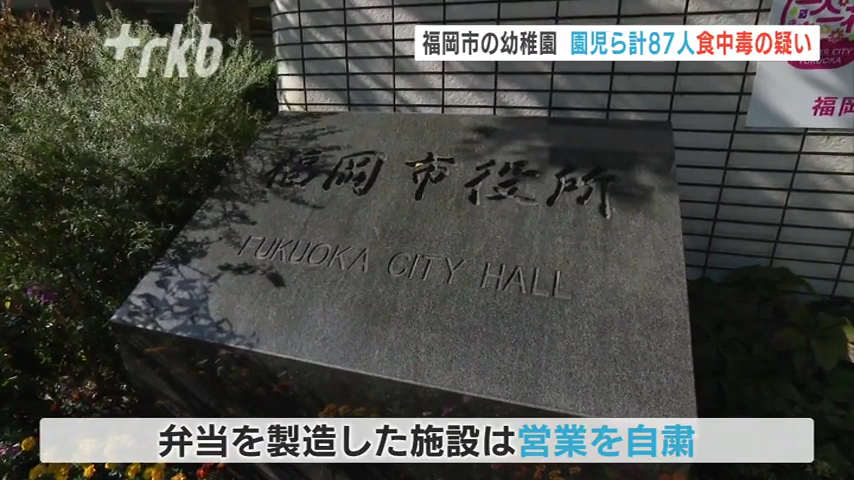 rkb
福岡市の幼稚園 園児ら計87人食中毒の疑い
福岡市役所
FUKUOKA CITY HALL
福岡
弁当を製造した施設は営業を自粛